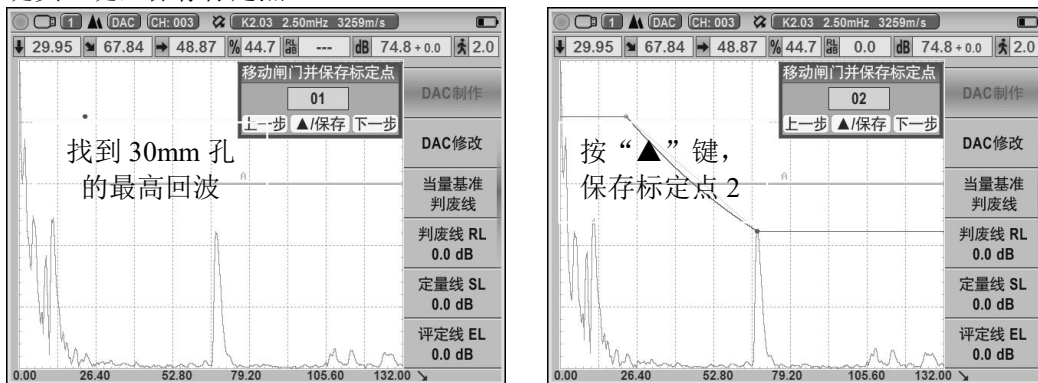 1 DAC CH: 003 K2.03 2.50mHz 3259m/s
29.95 67.84 48.87 % 44.7 RL dB --- dB 74.8 + 0.0 2.0
移动闸门并保存标定点
01
上一步 ▲/保存 下一步
找到 30mm 孔
的最高回波
A
DAC制作
DAC修改
当量基准
判废线
判废线 RL
0.0 dB
定量线 SL
0.0 dB
评定线 EL
0.0 dB
0.00 26.40 52.80 79.20 105.60 132.00
1 DAC CH: 003 K2.03 2.50mHz 3259m/s
29.95 67.84 48.87 % 44.7 RL dB 0.0 dB 74.8 + 0.0 2.0
移动闸门并保存标定点
02
上一步 ▲/保存 下一步
按“▲”键，
保存标定点 2
A
DAC制作
DAC修改
当量基准
判废线
判废线 RL
0.0 dB
定量线 SL
0.0 dB
评定线 EL
0.0 dB
0.00 26.40 52.80 79.20 105.60 132.00